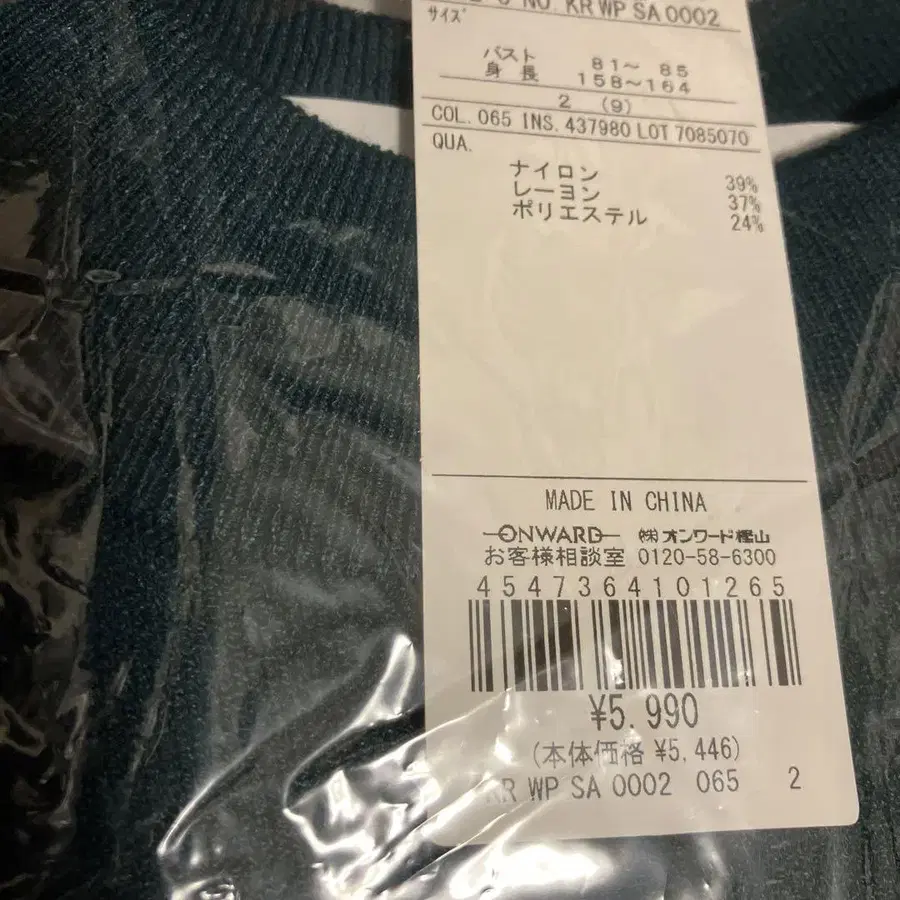 NO. KR WP SA 0002
サイズ
バスト 81～ 85
身長 158～164
2 (9)
COL. 065 INS. 437980 LOT 7085070
QUA.
ナイロン 39%
レーヨン 37%
ポリエステル 24%
MADE IN CHINA
ONWARD ㈱オンワード樫山
お客様相談室 0120-58-6300
4547364101265
¥5.990
(本体価格 ¥5,446)
KR WP SA 0002 065 2